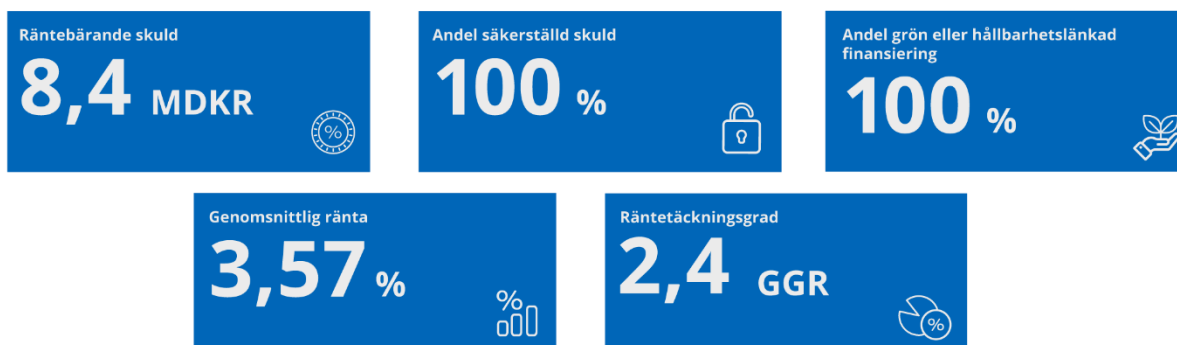 Räntebärande skuld
8,4 MDKR
%
Andel säkerställd skuld
100 %
Andel grön eller hållbarhetslänkad
finansiering
100 %
Genomsnittlig ränta
3,57 %
%
Räntetäckningsgrad
2,4 GGR
%